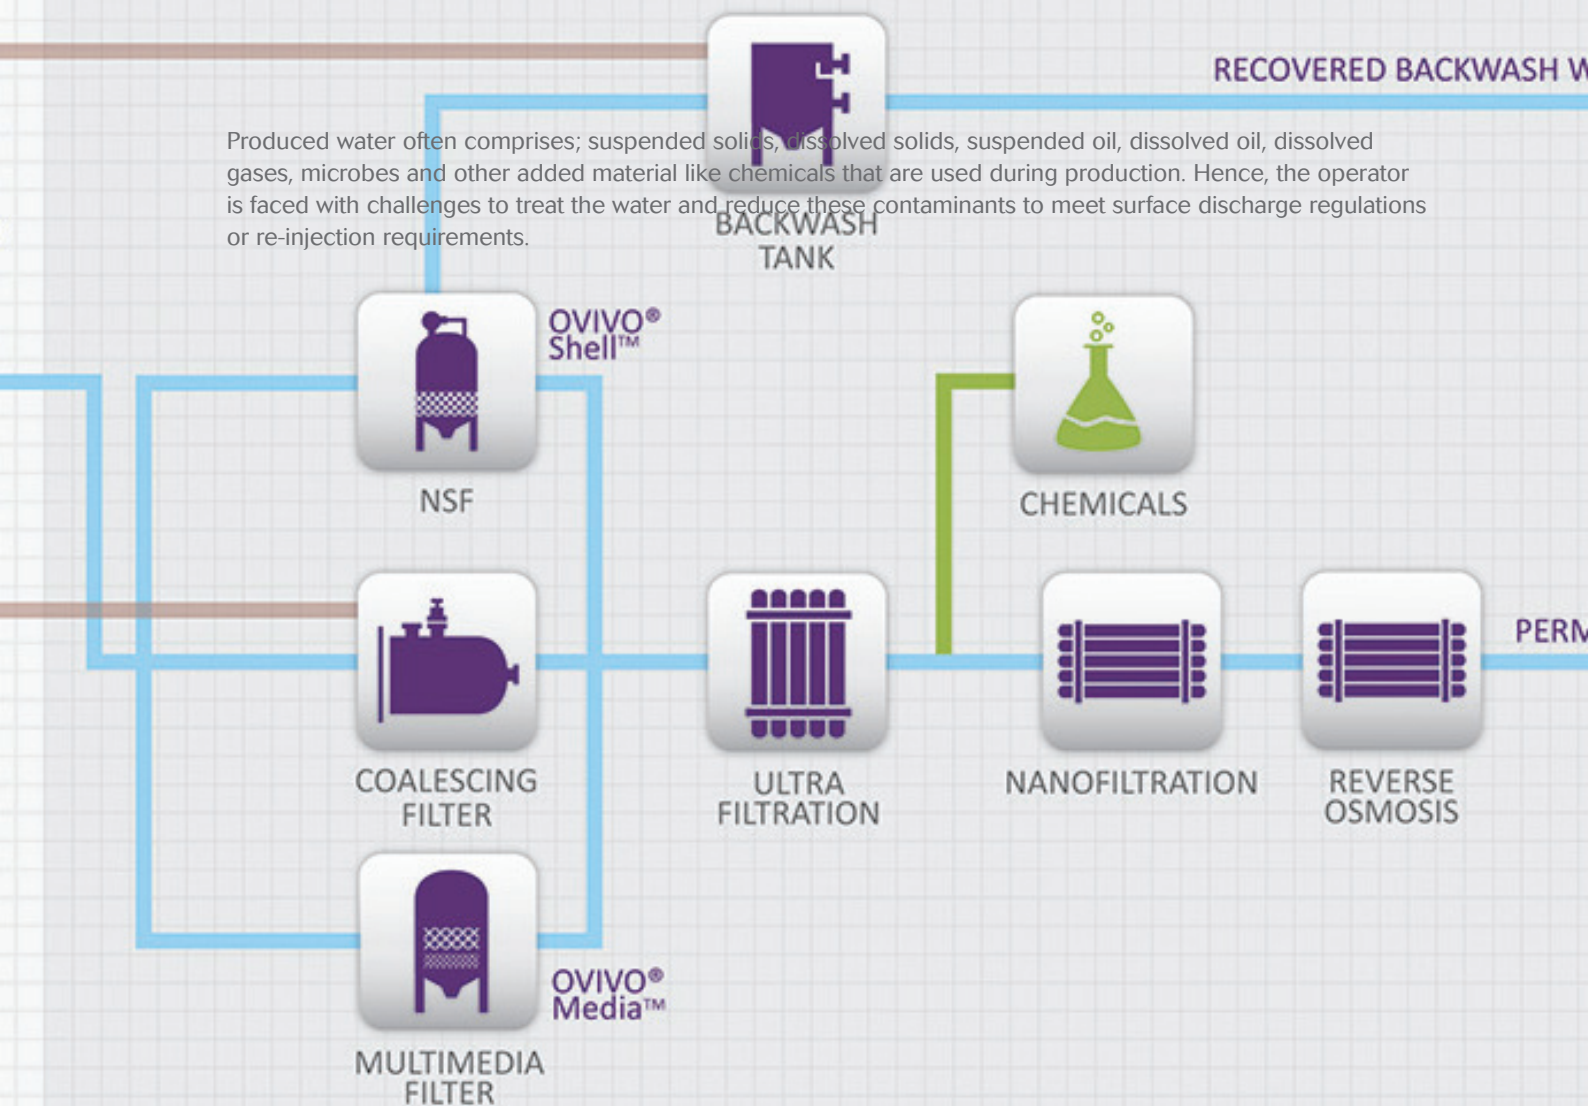 RECOVERED BACKWASH
Produced water often comprises; suspended solids, dissolved solids, suspended oil, dissolved oil, dissolved
gases, microbes and other added material like chemicals that are used during production. Hence, the operator
is faced with challenges to treat the water and reduce these contaminants to meet surface discharge regulations
or re-injection requirements.
BACKWASH
TANK
OVIVO®
Shell™
NSF
CHEMICALS
COALESCING
FILTER
ULTRA
FILTRATION
NANOFILTRATION
REVERSE
OSMOSIS
OVIVO®
Media™
MULTIMEDIA
FILTER